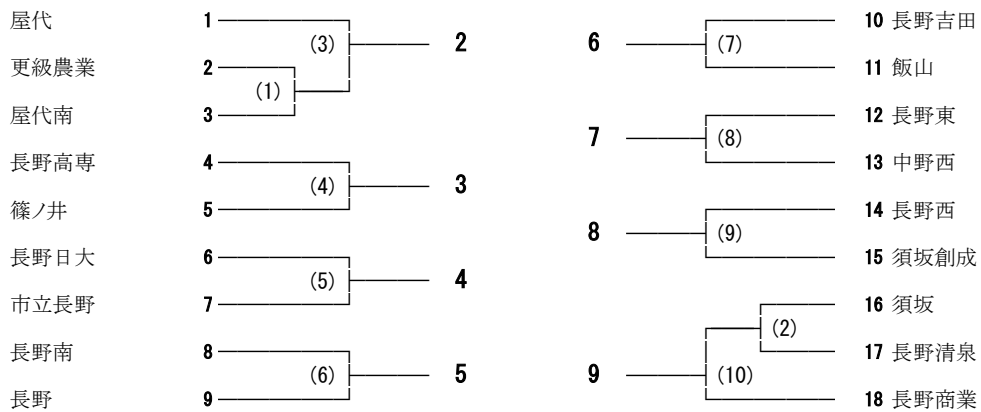 屋代 1
(3) 2
更級農業 2
(1)
屋代南 3
長野高専 4
(4) 3
篠ノ井 5
長野日大 6
(5) 4
市立長野 7
長野南 8
(6) 5
長野 9
10 長野吉田
6 (7)
11 飯山
12 長野東
7 (8)
13 中野西
14 長野西
8 (9)
15 須坂創成
16 須坂
(2)
17 長野清泉
9 (10)
18 長野商業